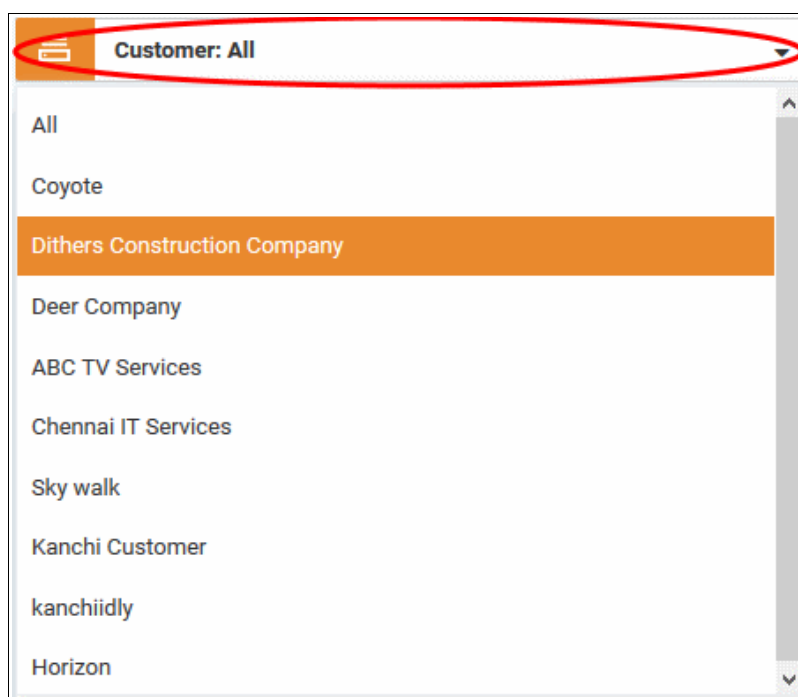 Customer: All
All
Coyote
Dithers Construction Company
Deer Company
ABC TV Services
Chennai IT Services
Sky walk
Kanchi Customer
kanchiidly
Horizon